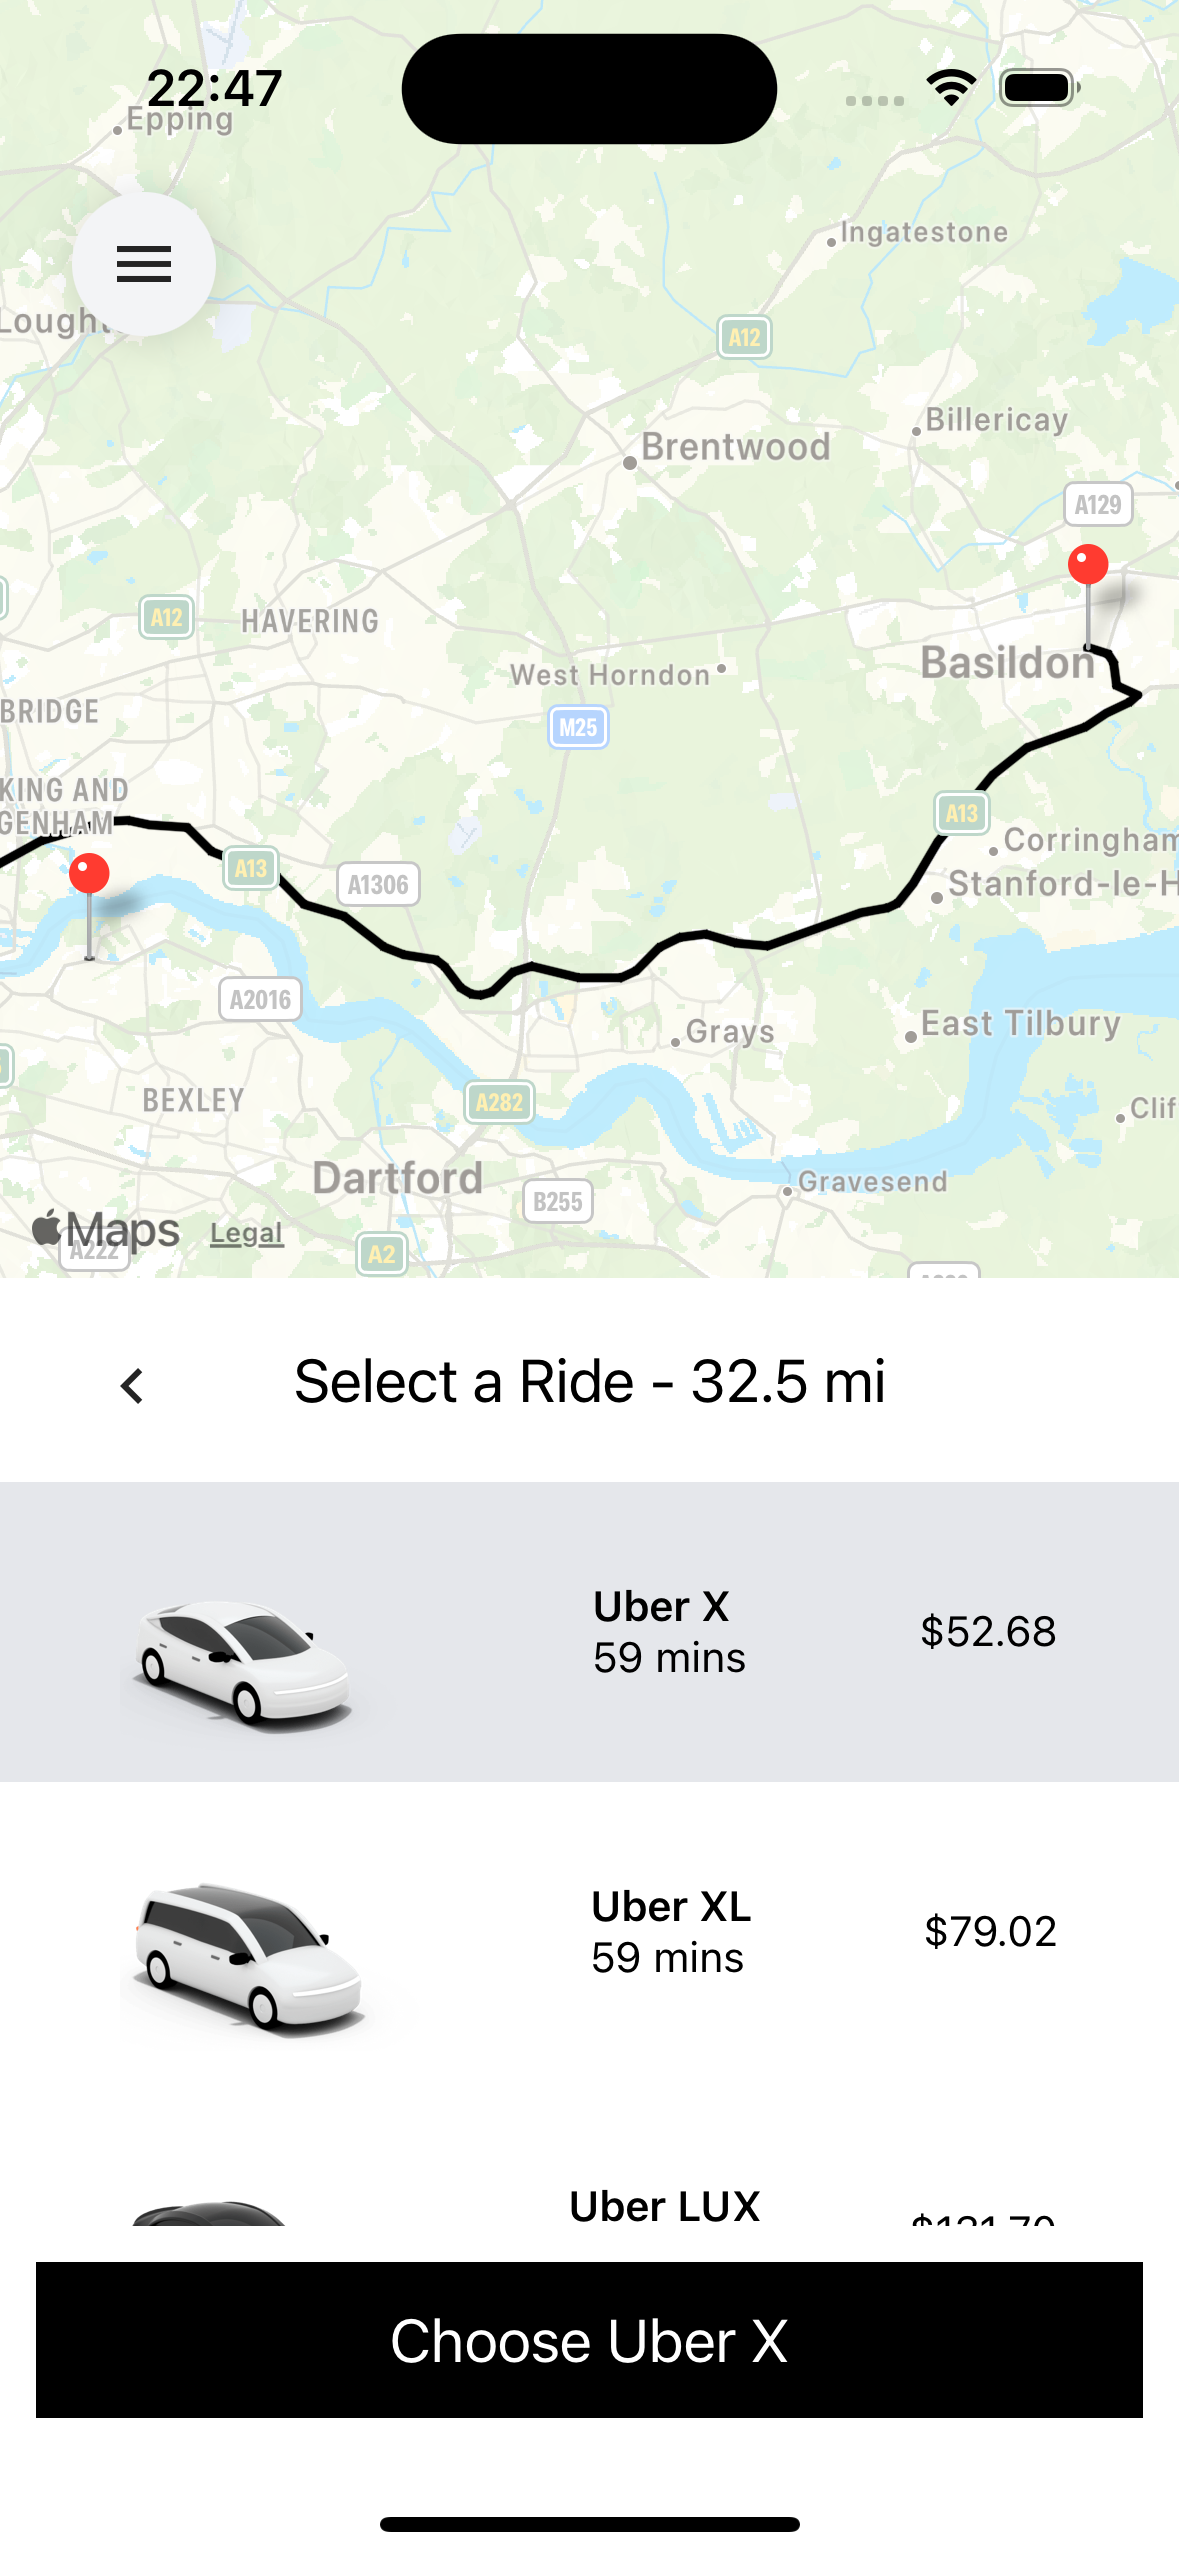 22:47
Epping
Ingatestone
A12
Billericay
Brentwood
A129
A12
HAVERING
West Horndon
Basildon
M25
BRIDGE
KING AND
GENHAM
A13
A13
Corringham
A1306
Stanford-le-H
A2016
East Tilbury
Grays
BEXLEY
A282
Clif
Dartford
Gravesend
B255
Maps
Legal
A222
A2
Select a Ride - 32.5 mi
Uber X
59 mins
$52.68
Uber XL
59 mins
$79.02
Uber LUX
Choose Uber X